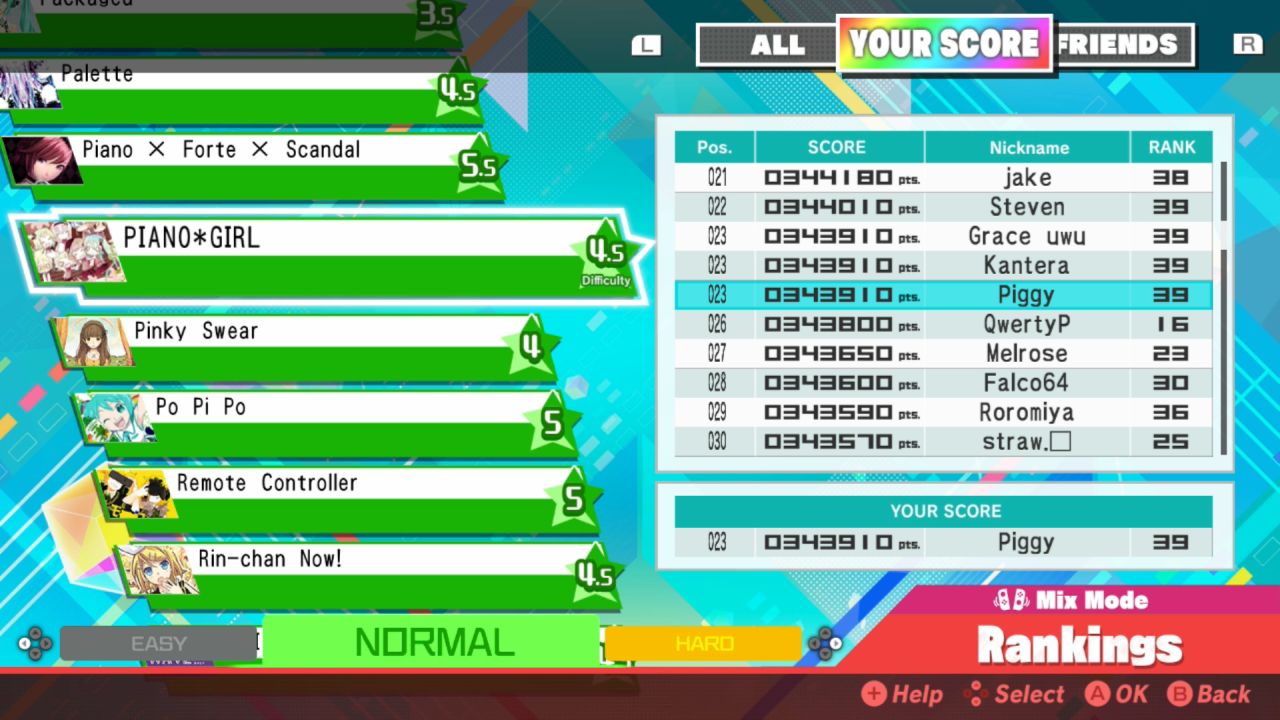 Packaged
3.5
Palette
4.5
Piano × Forte × Scandal
5.5
PIANO*GIRL
4.5
Difficulty
Pinky Swear
4
Po Pi Po
5
Remote Controller
5
Rin-chan Now!
4.5
EASY
NORMAL
HARD
L
ALL
YOUR SCORE
FRIENDS
R
Pos. SCORE Nickname RANK
021 0344180 pts. jake 38
022 0344010 pts. Steven 39
023 0343910 pts. Grace uwu 39
023 0343910 pts. Kantera 39
023 0343910 pts. Piggy 39
026 0343800 pts. QwertyP 16
027 0343650 pts. Melrose 23
028 0343600 pts. Falco64 30
029 0343590 pts. Roromiya 36
030 0343570 pts. straw.□ 25
YOUR SCORE
023 0343910 pts. Piggy 39
Mix Mode
Rankings
+ Help Select A OK B Back